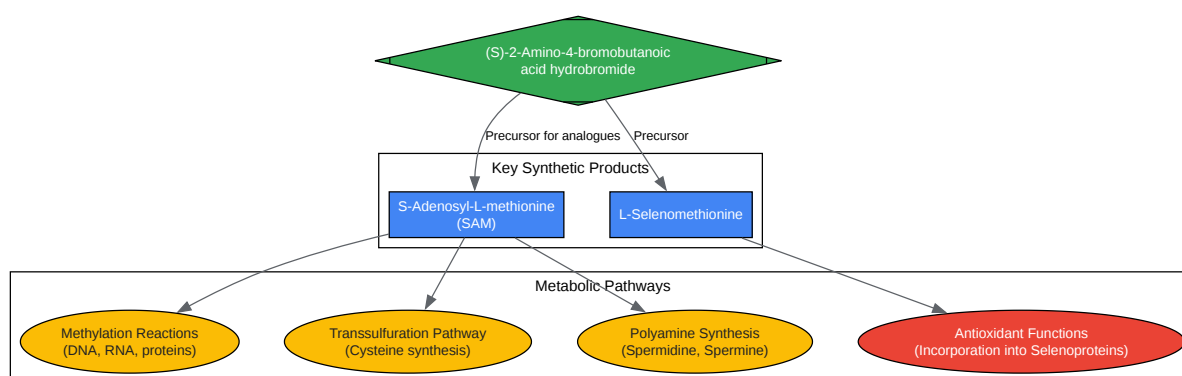 (S)-2-Amino-4-bromobutanoic
acid hydrobromide
Precursor for analogues
Precursor
Key Synthetic Products
S-Adenosyl-L-methionine
(SAM)
L-Selenomethionine
Metabolic Pathways
Methylation Reactions
(DNA, RNA, proteins)
Transsulfuration Pathway
(Cysteine synthesis)
Polyamine Synthesis
(Spermidine, Spermine)
Antioxidant Functions
(Incorporation into Selenoproteins)